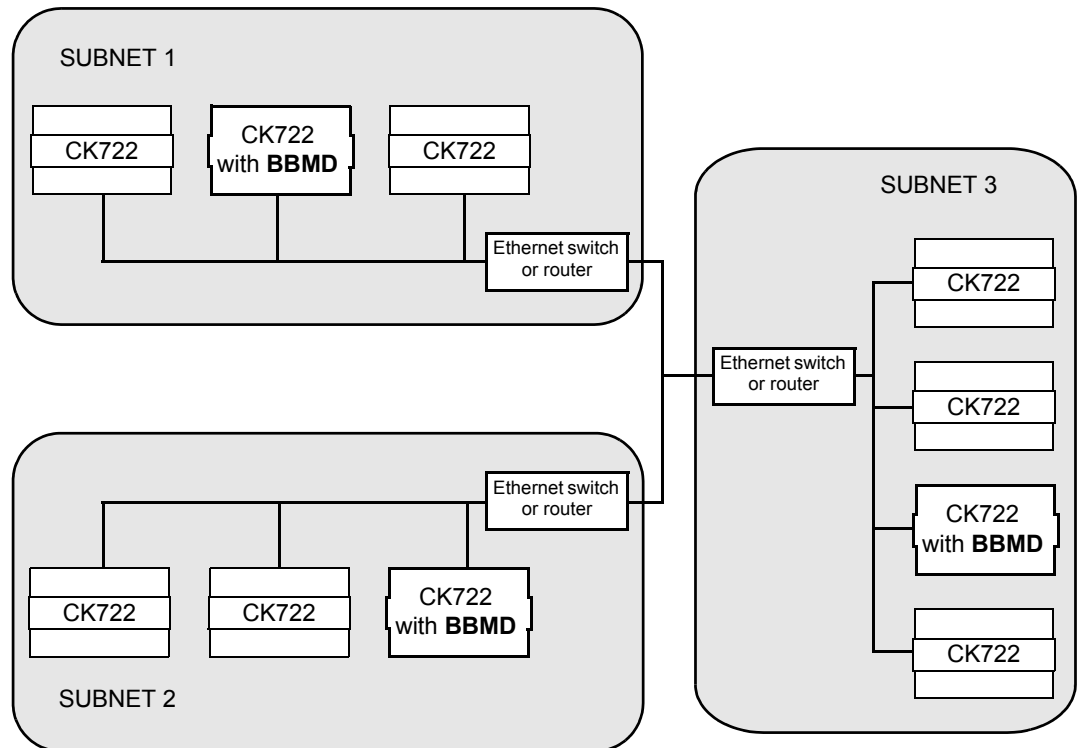 SUBNET 1
CK722
CK722
with BBMD
CK722
Ethernet switch
or router
SUBNET 3
CK722
Ethernet switch
or router
CK722
CK722
with BBMD
CK722
Ethernet switch
or router
CK722
CK722
CK722
with BBMD
SUBNET 2